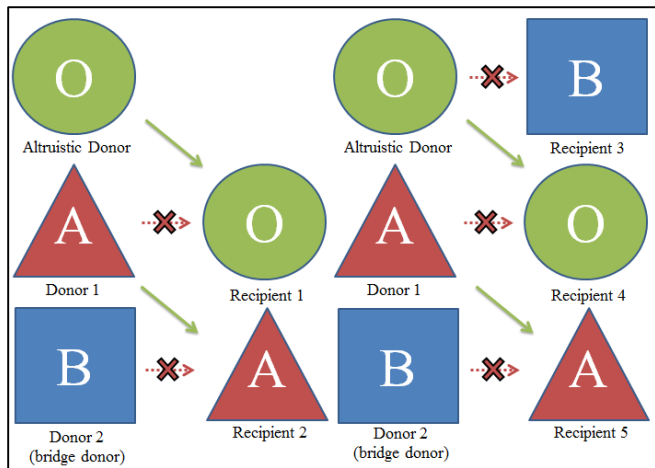 O
O
B
Altruistic Donor
Altruistic Donor
Recipient 3
A
O
A
O
Donor 1
Recipient 1
Donor 1
Recipient 4
B
A
B
A
Donor 2
(bridge donor)
Recipient 2
Donor 2
(bridge donor)
Recipient 5